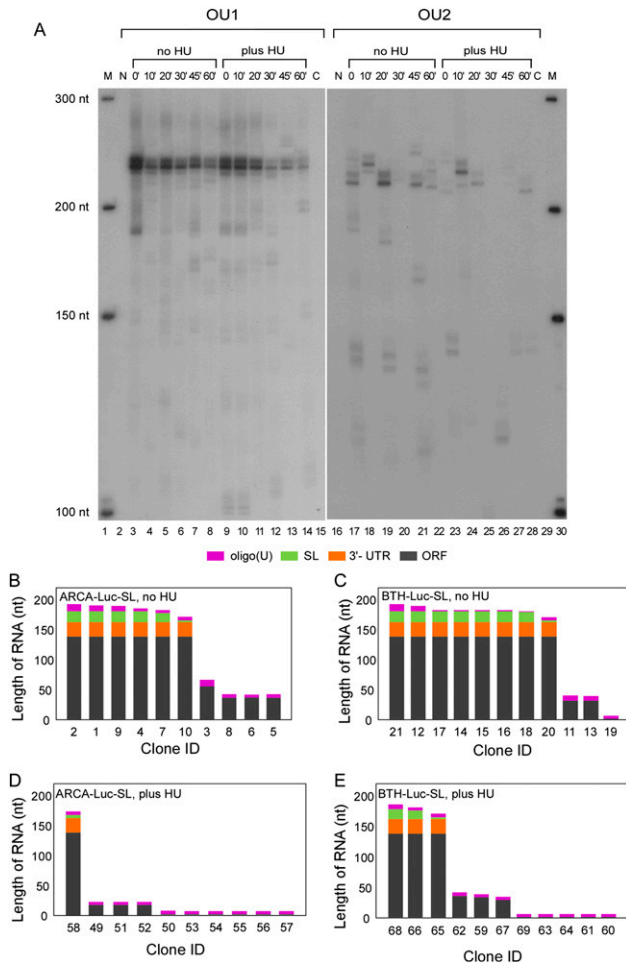 OU1 OU2
A
no HU plus HU no HU plus HU
M N 0' 10' 20' 30' 45' 60' 0 10' 20' 30' 45' 60' C N 0 10' 20' 30' 45' 60' 0 10' 20' 30' 45' 60' C M
300 nt
200 nt
150 nt
100 nt
1 2 3 4 5 6 7 8 9 10 11 12 13 14 15 16 17 18 19 20 21 22 23 24 25 26 27 28 29 30
oligo(U) SL 3'- UTR ORF
B
ARCA-Luc-SL, no HU
Length of RNA (nt)
200
150
100
50
0
2 1 9 4 7 10 3 8 6 5
Clone ID
C
BTH-Luc-SL, no HU
Length of RNA (nt)
200
150
100
50
0
21 12 17 14 15 16 18 20 11 13 19
Clone ID
D
ARCA-Luc-SL, plus HU
Length of RNA (nt)
200
150
100
50
0
58 49 51 52 50 53 54 55 56 57
Clone ID
E
BTH-Luc-SL, plus HU
Length of RNA (nt)
200
150
100
50
0
68 66 65 62 59 67 69 63 64 61 60
Clone ID